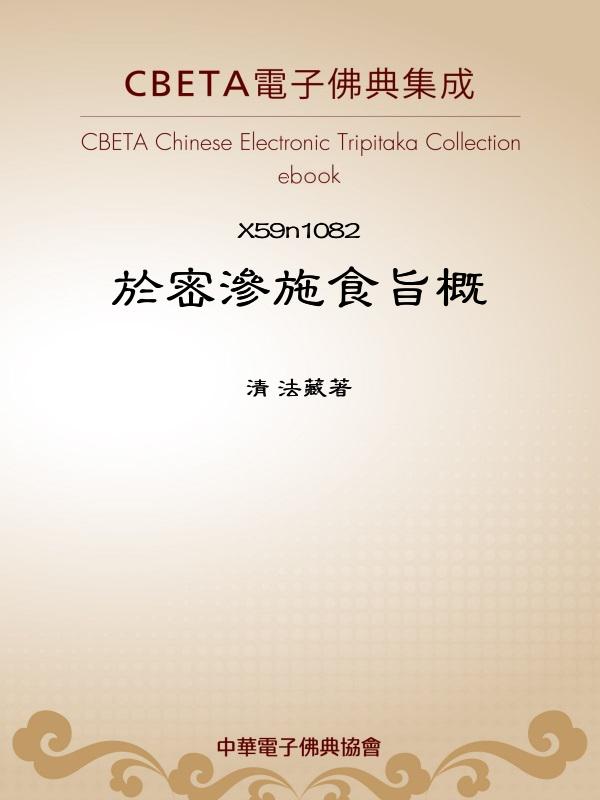 CBETA電子佛典集成
CBETA Chinese Electronic Tripitaka Collection
ebook
X59n1082
於密滲施食旨概
清 法藏著
中華電子佛典協會